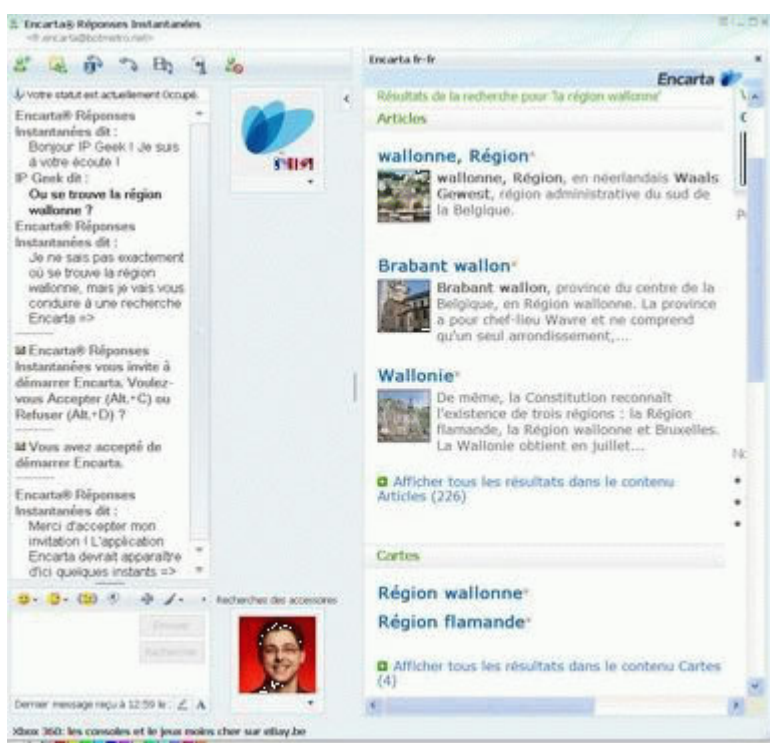 Encarta® Réponses Instantanées
<fr.encarta@botmetro.net>
Votre statut est actuellement Occupé.
Encarta® Réponses
Instantanées dit :
Bonjour IP Geek ! Je suis
à votre écoute !
IP Geek dit :
Ou se trouve la région
wallonne ?
Encarta® Réponses
Instantanées dit :
Je ne sais pas exactement
où se trouve la région
wallonne, mais je vais vous
conduire à une recherche
Encarta =>
Encarta® Réponses
Instantanées vous invite à
démarrer Encarta. Voulez-
vous Accepter (Alt.+C) ou
Refuser (Alt.+D) ?
Vous avez accepté de
démarrer Encarta.
Encarta® Réponses
Instantanées dit :
Merci d'accepter mon
invitation ! L'application
Encarta devrait apparaître
d'ici quelques instants =>
Recherches des accessoires
Envoyer
Rechercher
Dernier message reçu à 12:59 le
A
Xbox 360: les consoles et le jeux moins cher sur eBay.be
Encarta fr-fr
Encarta
Résultats de la recherche pour 'la région wallonne'
Articles
wallonne, Région
wallonne, Région, en néerlandais Waals
Gewest, région administrative du sud de
la Belgique.
Brabant wallon
Brabant wallon, province du centre de la
Belgique, en Région wallonne. La province
a pour chef-lieu Wavre et ne comprend
qu'un seul arrondissement,...
Wallonie
De même, la Constitution reconnaît
l'existence de trois régions : la Région
flamande, la Région wallonne et Bruxelles.
La Wallonie obtient en juillet...
Afficher tous les résultats dans le contenu
Articles (226)
Cartes
Région wallonne
Région flamande
Afficher tous les résultats dans le contenu Cartes
(4)